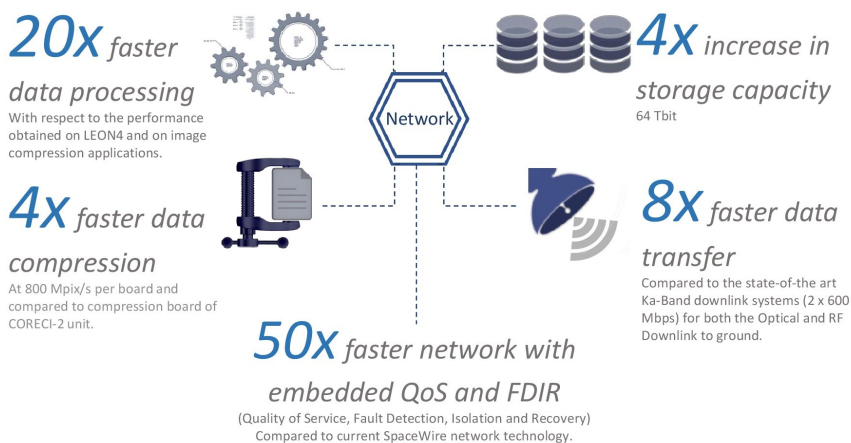 20x faster
data processing
With respect to the performance
obtained on LEON4 and on image
compression applications.
4x faster data
compression
At 800 Mpix/s per board and
compared to compression board of
CORECI-2 unit.
Network
4x increase in
storage capacity
64 Tbit
8x faster data
transfer
Compared to the state-of-the art
Ka-Band downlink systems (2 x 600
Mbps) for both the Optical and RF
Downlink to ground.
50x faster network with
embedded QoS and FDIR
(Quality of Service, Fault Detection, Isolation and Recovery)
Compared to current SpaceWire network technology.